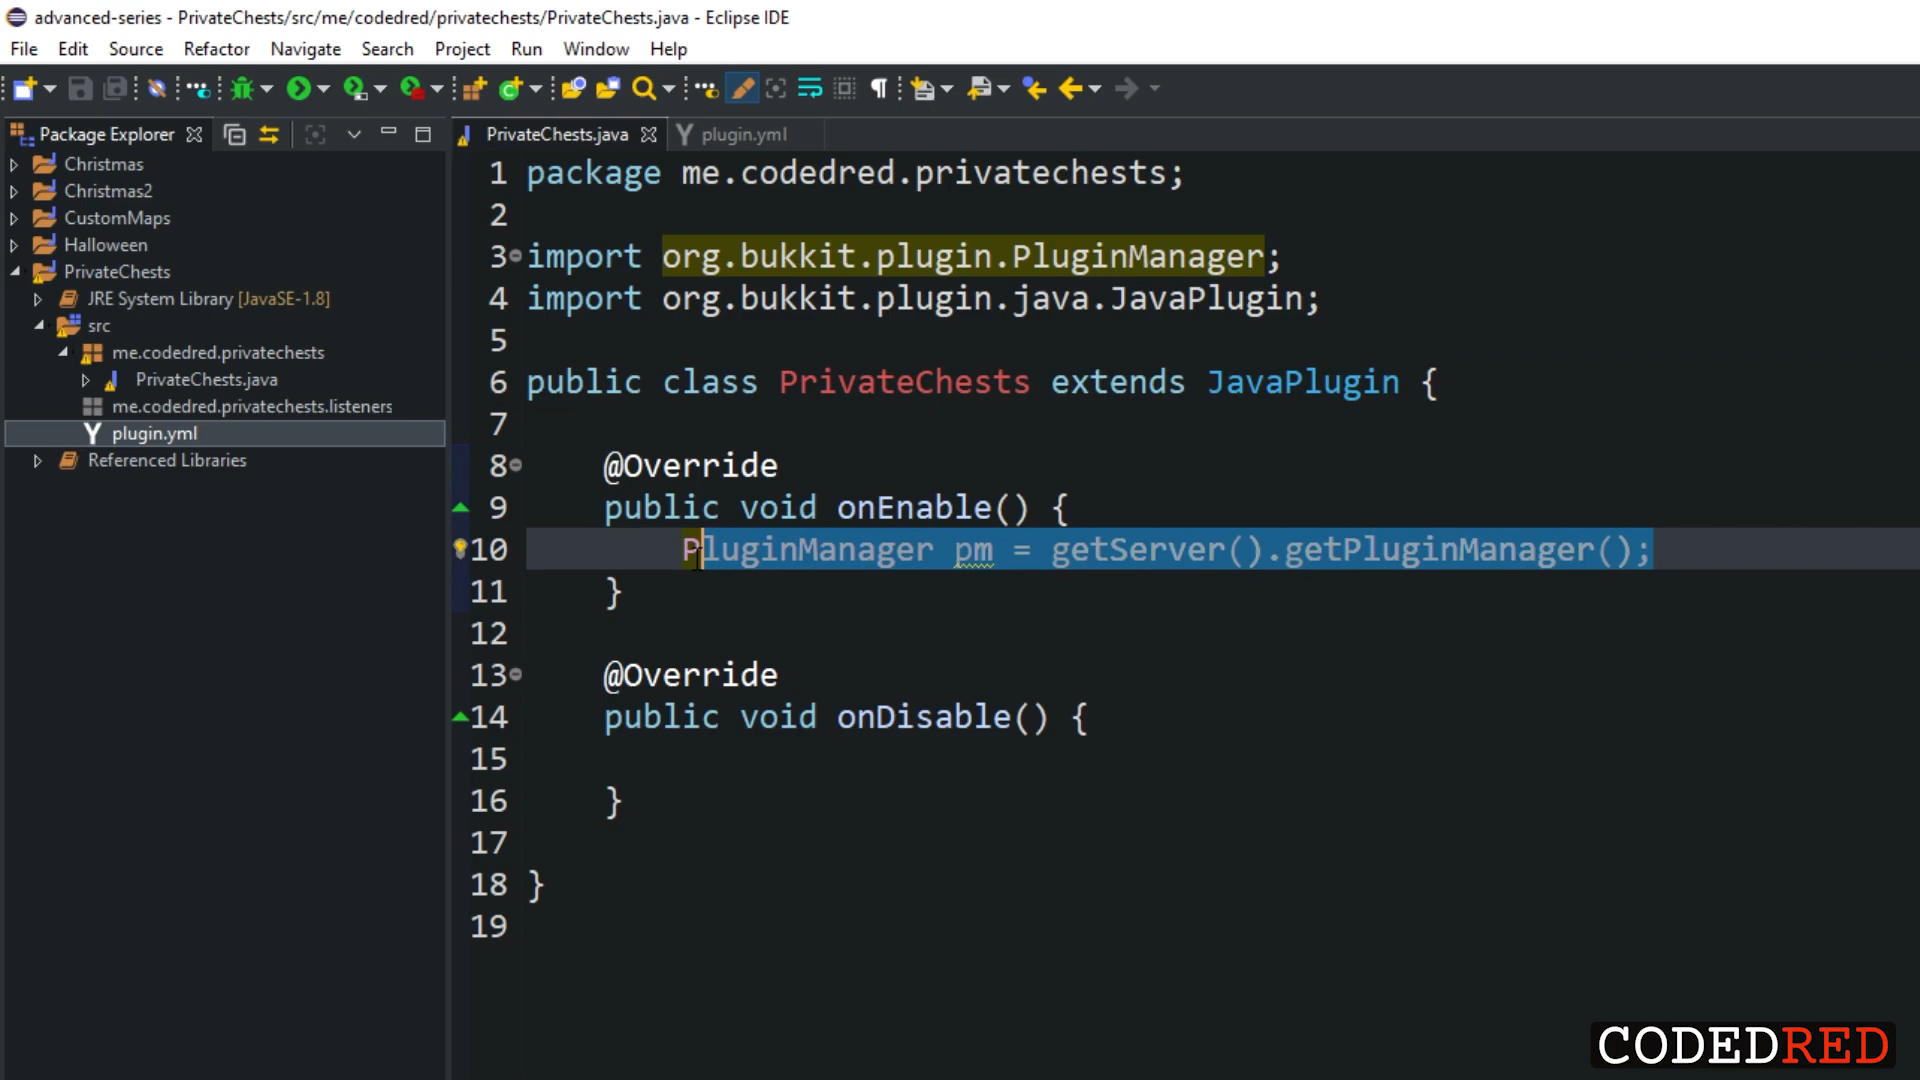 advanced-series - PrivateChests/src/me/codedred/privatechests/PrivateChests.java - Eclipse IDE
File Edit Source Refactor Navigate Search Project Run Window Help
Package Explorer PrivateChests.java plugin.yml
Christmas
Christmas2
CustomMaps
Halloween
PrivateChests
JRE System Library [JavaSE-1.8]
src
me.codedred.privatechests
PrivateChests.java
me.codedred.privatechests.listeners
plugin.yml
Referenced Libraries
1 package me.codedred.privatechests;
2
3 import org.bukkit.plugin.PluginManager;
4 import org.bukkit.plugin.java.JavaPlugin;
5
6 public class PrivateChests extends JavaPlugin {
7
8 @Override
9 public void onEnable() {
10 PluginManager pm = getServer().getPluginManager();
11 }
12
13 @Override
14 public void onDisable() {
15
16 }
17
18 }
19
CODEDRED